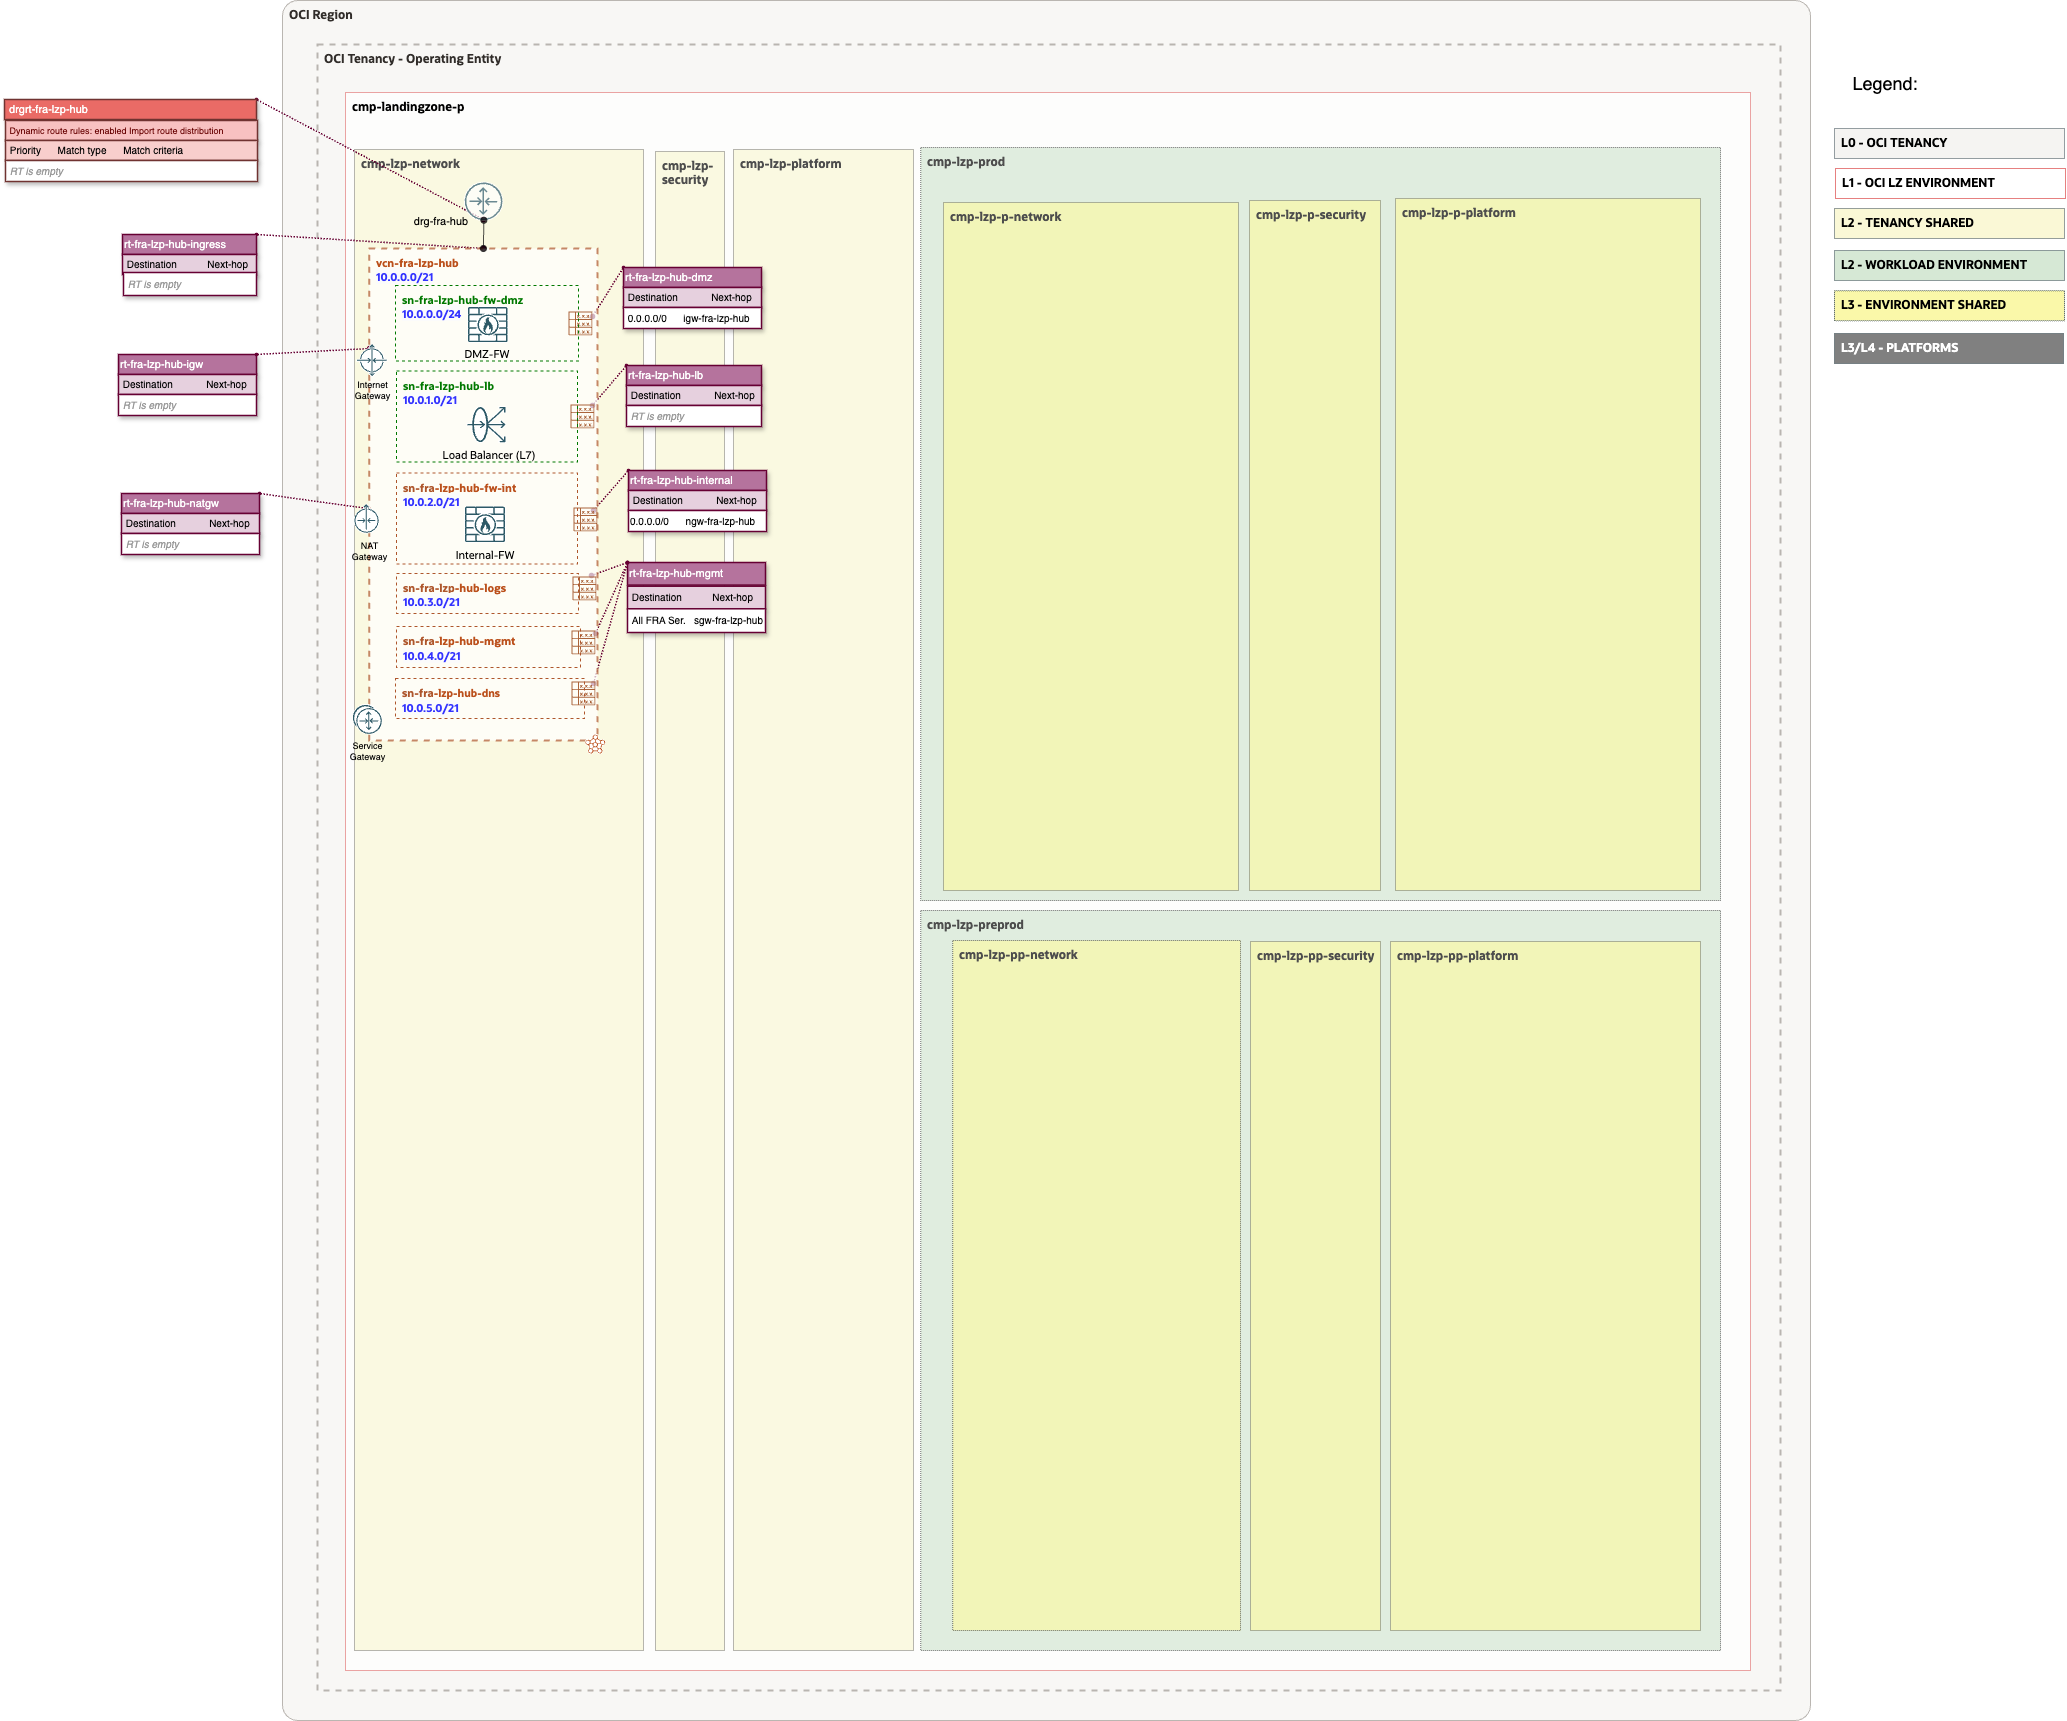 OCI Region
OCI Tenancy - Operating Entity
cmp-landingzone-p
drgrt-fra-lzp-hub
Dynamic route rules: enabled Import route distribution
Priority Match type Match criteria
RT is empty
cmp-lzp-network
drg-fra-hub
rt-fra-lzp-hub-ingress
Destination Next-hop
RT is empty
rt-fra-lzp-hub-igw
Destination Next-hop
RT is empty
rt-fra-lzp-hub-natgw
Destination Next-hop
RT is empty
vcn-fra-lzp-hub
10.0.0.0/21
sn-fra-lzp-hub-fw-dmz
10.0.0.0/24
DMZ-FW
Internet
Gateway
sn-fra-lzp-hub-lb
10.0.1.0/21
Load Balancer (L7)
sn-fra-lzp-hub-fw-int
10.0.2.0/21
Internal-FW
NAT
Gateway
sn-fra-lzp-hub-logs
10.0.3.0/21
sn-fra-lzp-hub-mgmt
10.0.4.0/21
sn-fra-lzp-hub-dns
10.0.5.0/21
Service
Gateway
cmp-lzp-
security
cmp-lzp-platform
rt-fra-lzp-hub-dmz
Destination Next-hop
0.0.0.0/0 igw-fra-lzp-hub
rt-fra-lzp-hub-lb
Destination Next-hop
RT is empty
rt-fra-lzp-hub-internal
Destination Next-hop
0.0.0.0/0 ngw-fra-lzp-hub
rt-fra-lzp-hub-mgmt
Destination Next-hop
All FRA Ser. sgw-fra-lzp-hub
cmp-lzp-prod
cmp-lzp-p-network
cmp-lzp-p-security
cmp-lzp-p-platform
cmp-lzp-preprod
cmp-lzp-pp-network
cmp-lzp-pp-security
cmp-lzp-pp-platform
Legend:
L0 - OCI TENANCY
L1 - OCI LZ ENVIRONMENT
L2 - TENANCY SHARED
L2 - WORKLOAD ENVIRONMENT
L3 - ENVIRONMENT SHARED
L3/L4 - PLATFORMS